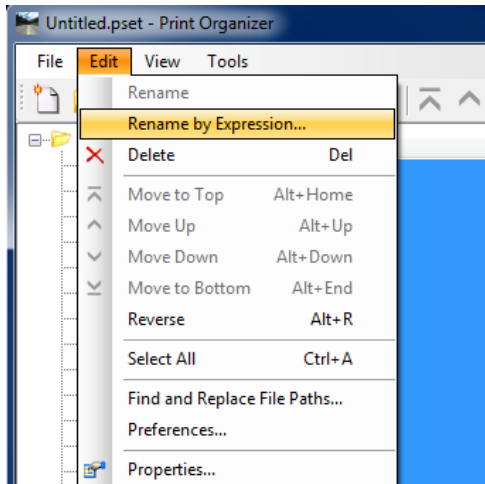 Untitled.pset - Print Organizer
File Edit View Tools
Rename
Rename by Expression...
Delete Del
Move to Top Alt+Home
Move Up Alt+Up
Move Down Alt+Down
Move to Bottom Alt+End
Reverse Alt+R
Select All Ctrl+A
Find and Replace File Paths...
Preferences...
Properties...